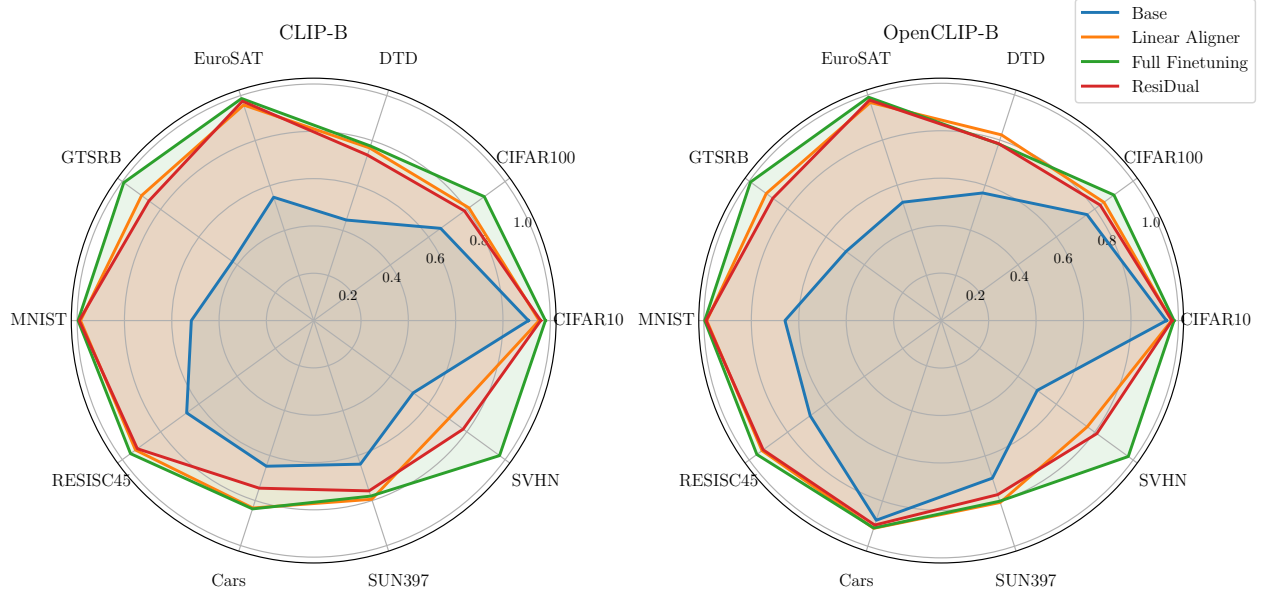 CLIP-B
EuroSAT
DTD
GTSRB
CIFAR100
1.0
0.8
0.6
0.4
0.2
MNIST
CIFAR10
RESISC45
SVHN
Cars
SUN397
OpenCLIP-B
EuroSAT
DTD
GTSRB
CIFAR100
1.0
0.8
0.6
0.4
0.2
MNIST
CIFAR10
RESISC45
SVHN
Cars
SUN397
Base
Linear Aligner
Full Finetuning
ResiDual